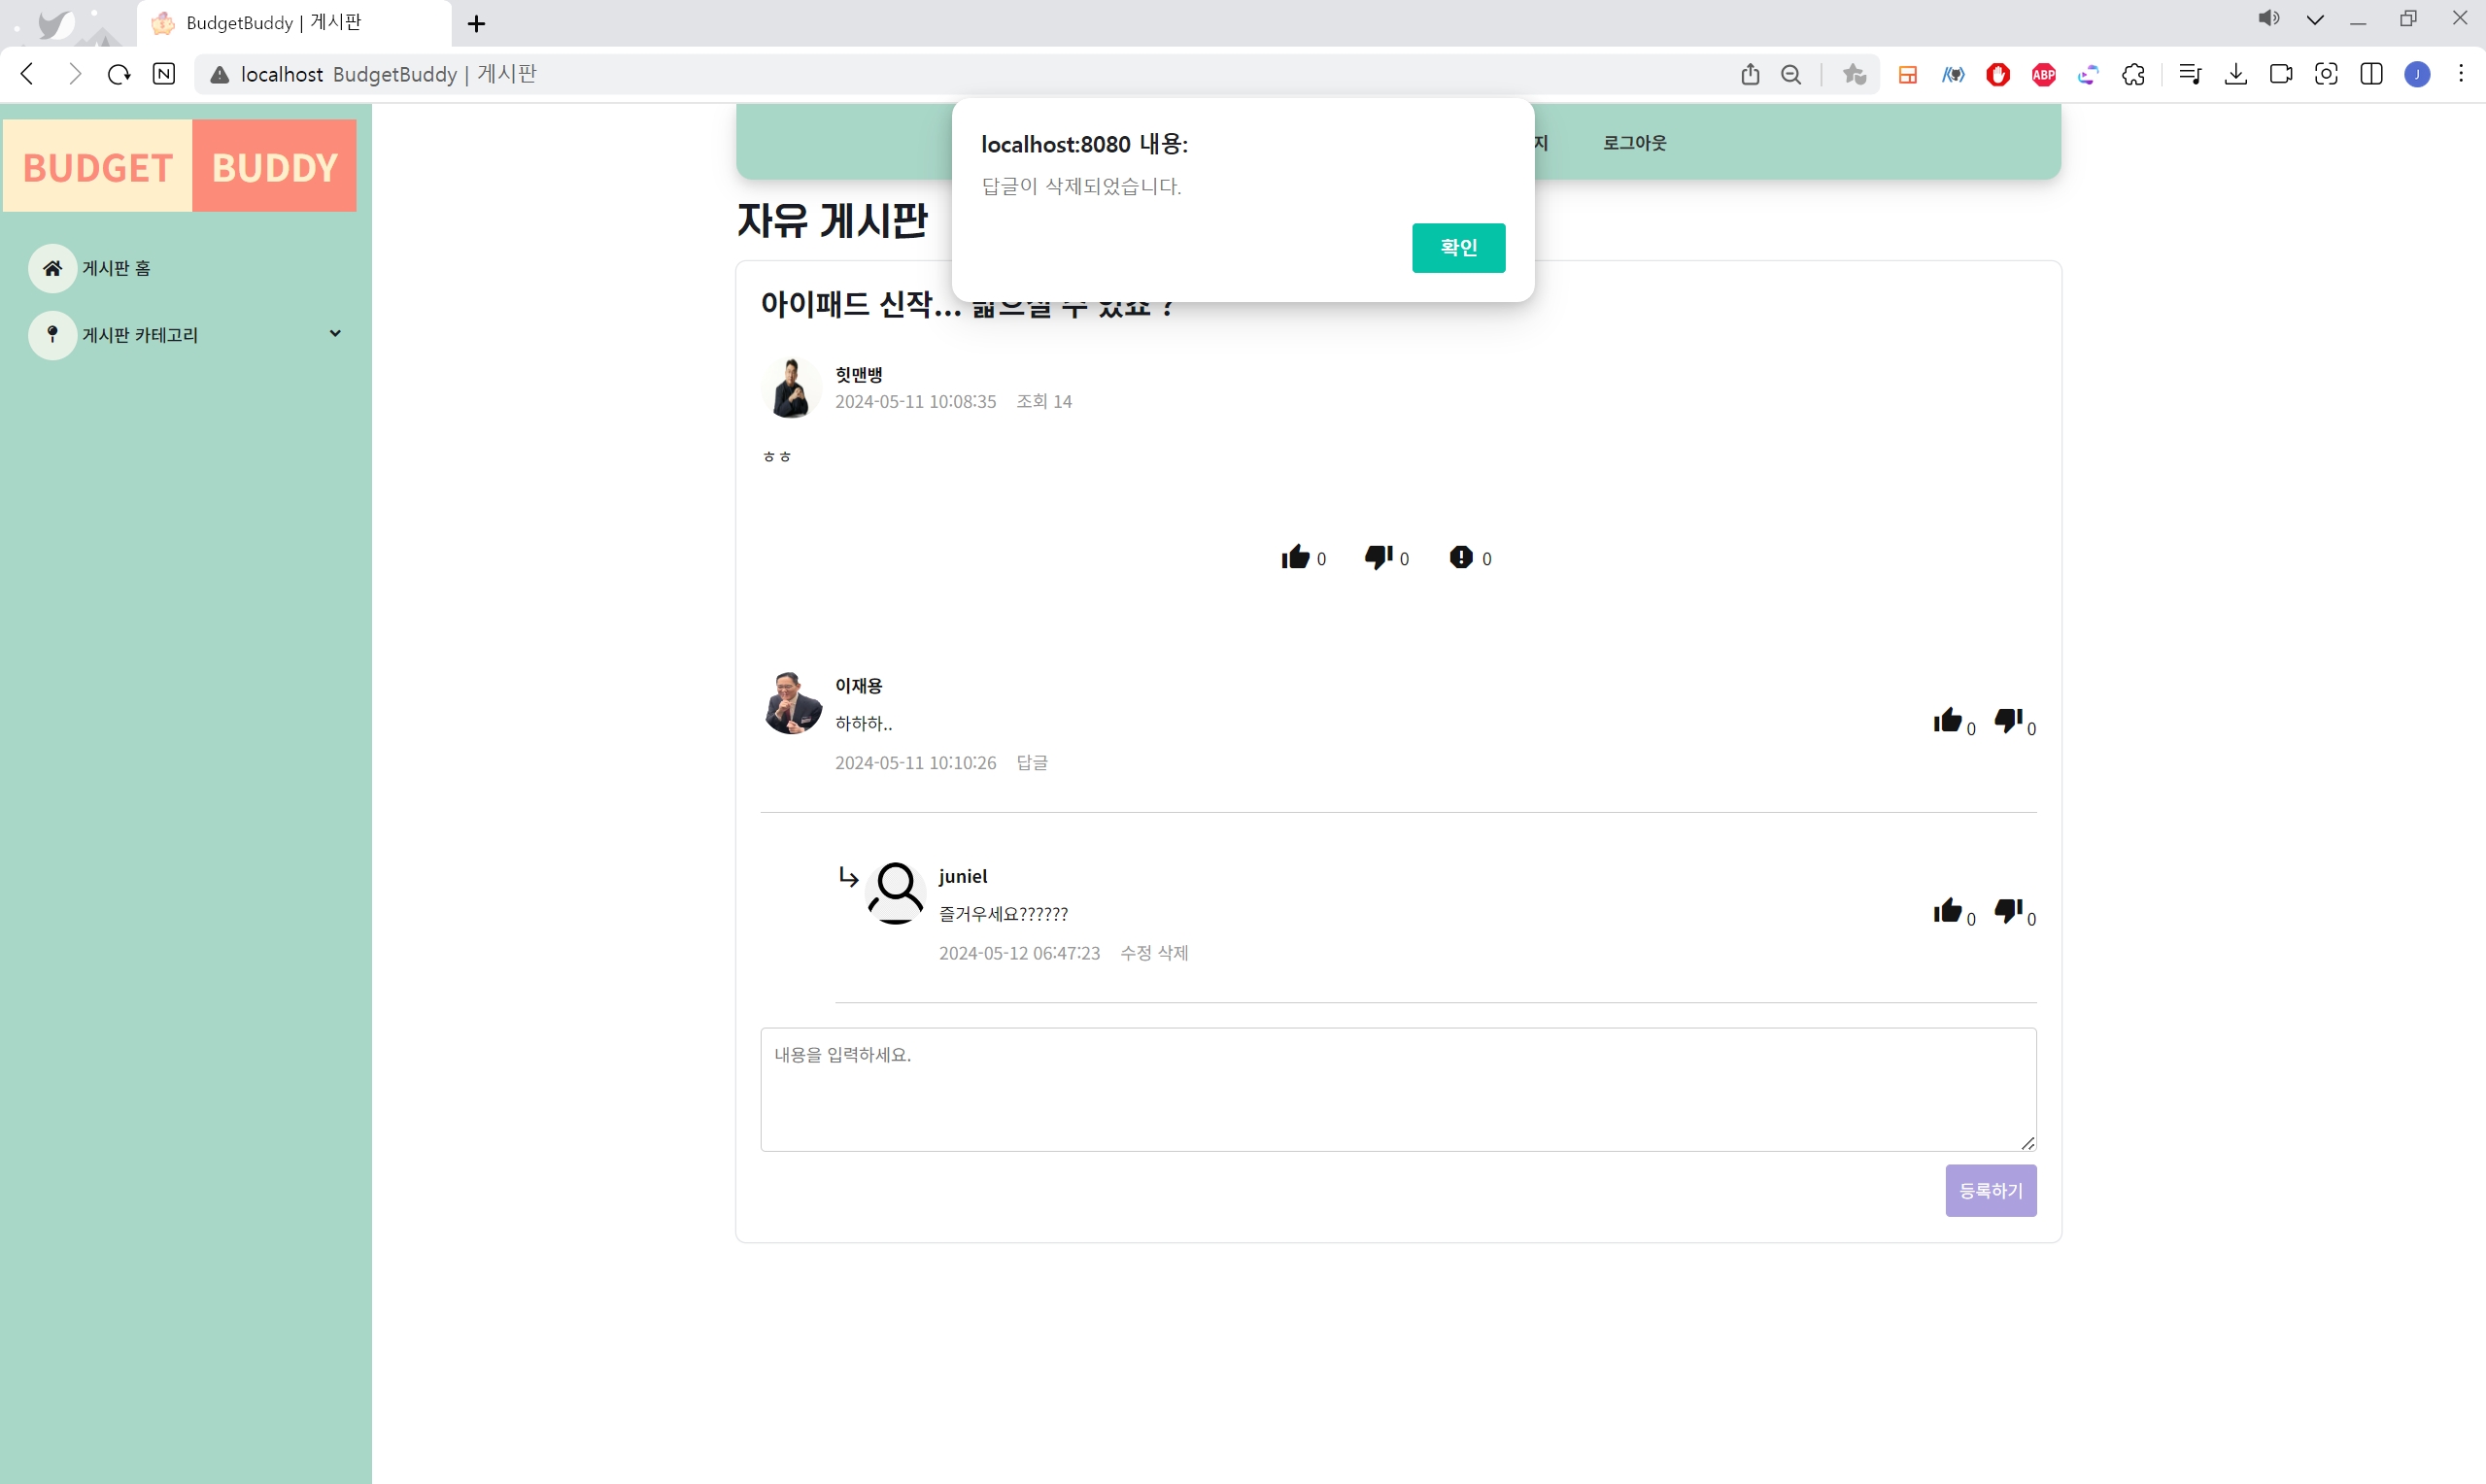 BudgetBuddy | 게시판
localhost BudgetBuddy | 게시판
ABP
J
BUDGET BUDDY
게시판 홈
게시판 카테고리
localhost:8080 내용:
답글이 삭제되었습니다.
확인
지 로그아웃
자유 게시판
아이패드 신작...
힛맨뱅
2024-05-11 10:08:35 조회 14
ㅎㅎ
0 0 0
이재용
하하하..
0 0
2024-05-11 10:10:26 답글
juniel
즐거우세요??????
0 0
2024-05-12 06:47:23 수정 삭제
내용을 입력하세요.
등록하기